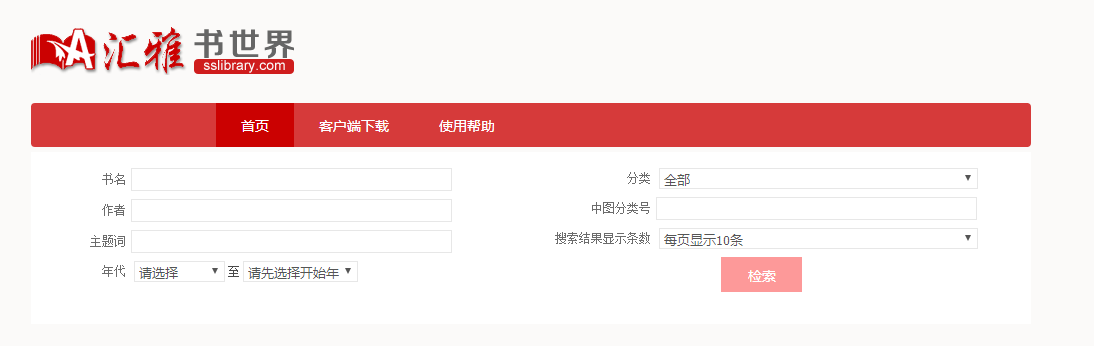 A汇雅 书世界
sslibrary.com
首页 客户端下载 使用帮助
书名 分类 全部
作者 中图分类号
主题词 搜索结果显示条数 每页显示10条
年代 请选择 至 请先选择开始年
检索